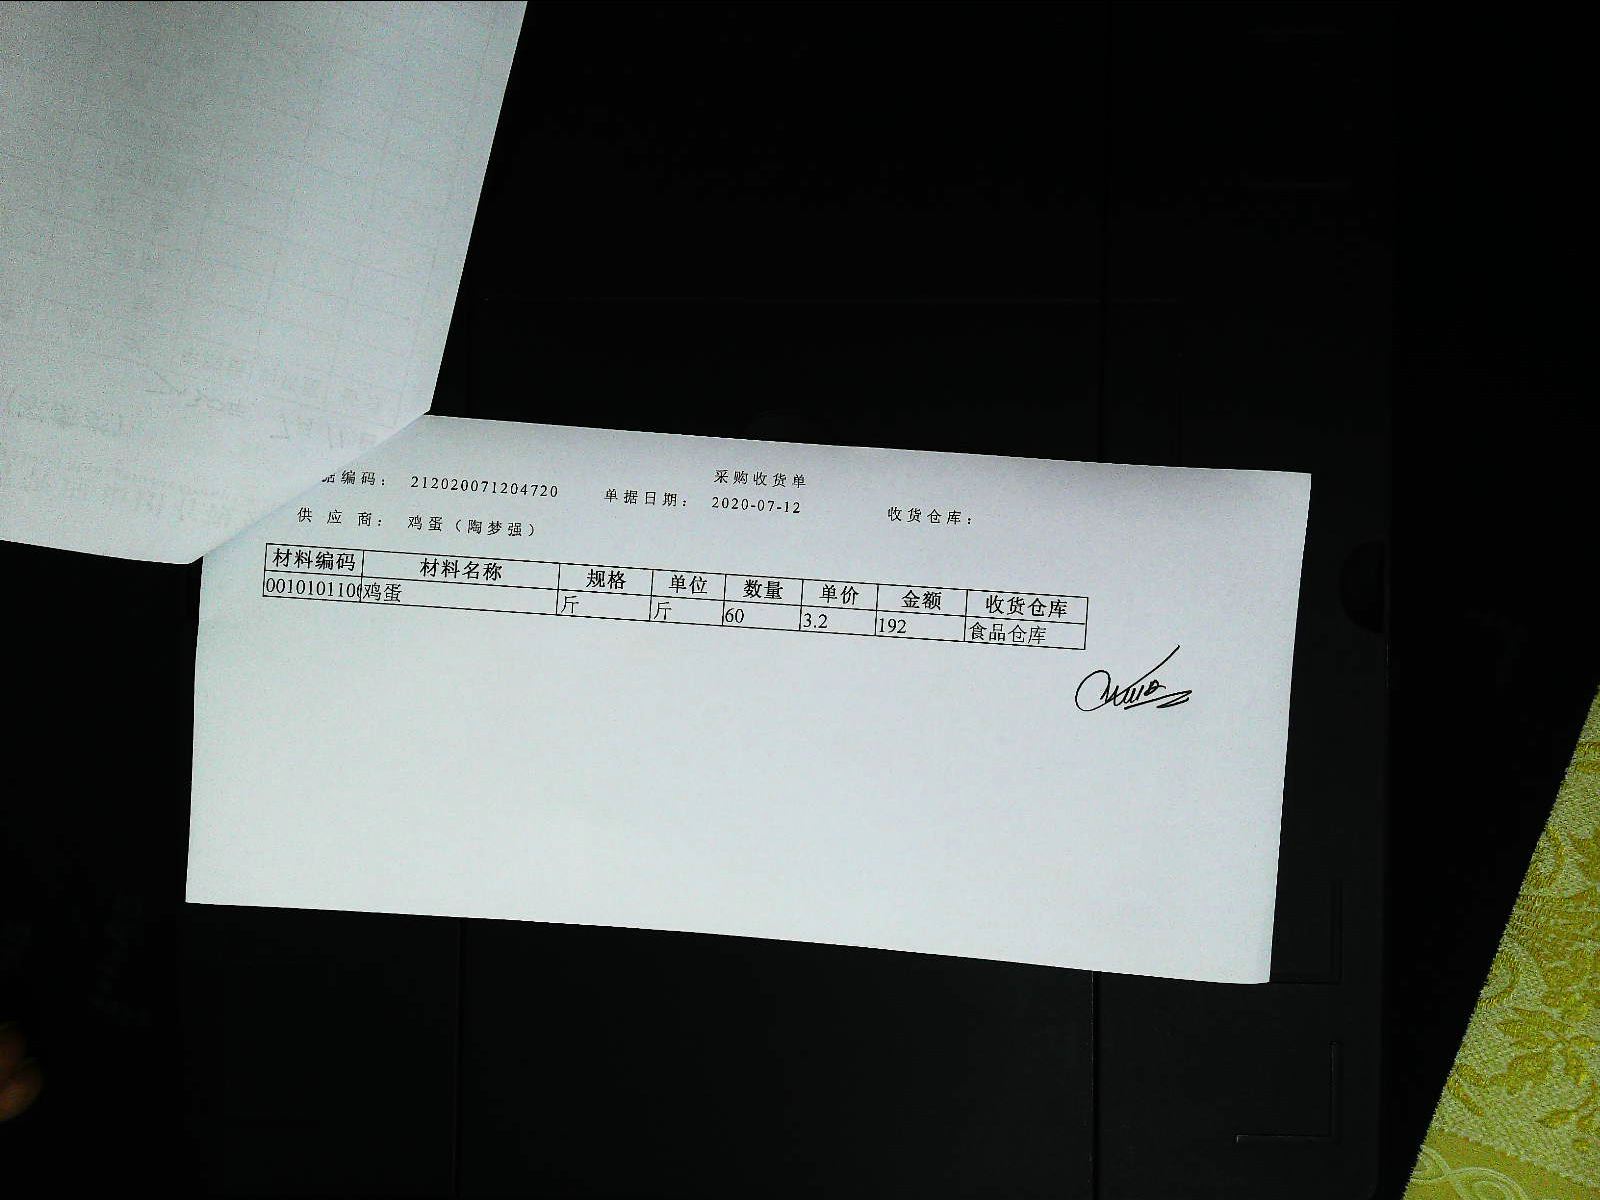 采购收货单
据编码： 212020071204720 单据日期： 2020-07-12 收货仓库：
供应商： 鸡蛋（陶梦强）
材料编码 材料名称 规格 单位 数量 单价 金额 收货仓库
0010101100 鸡蛋 斤 斤 60 3.2 192 食品仓库